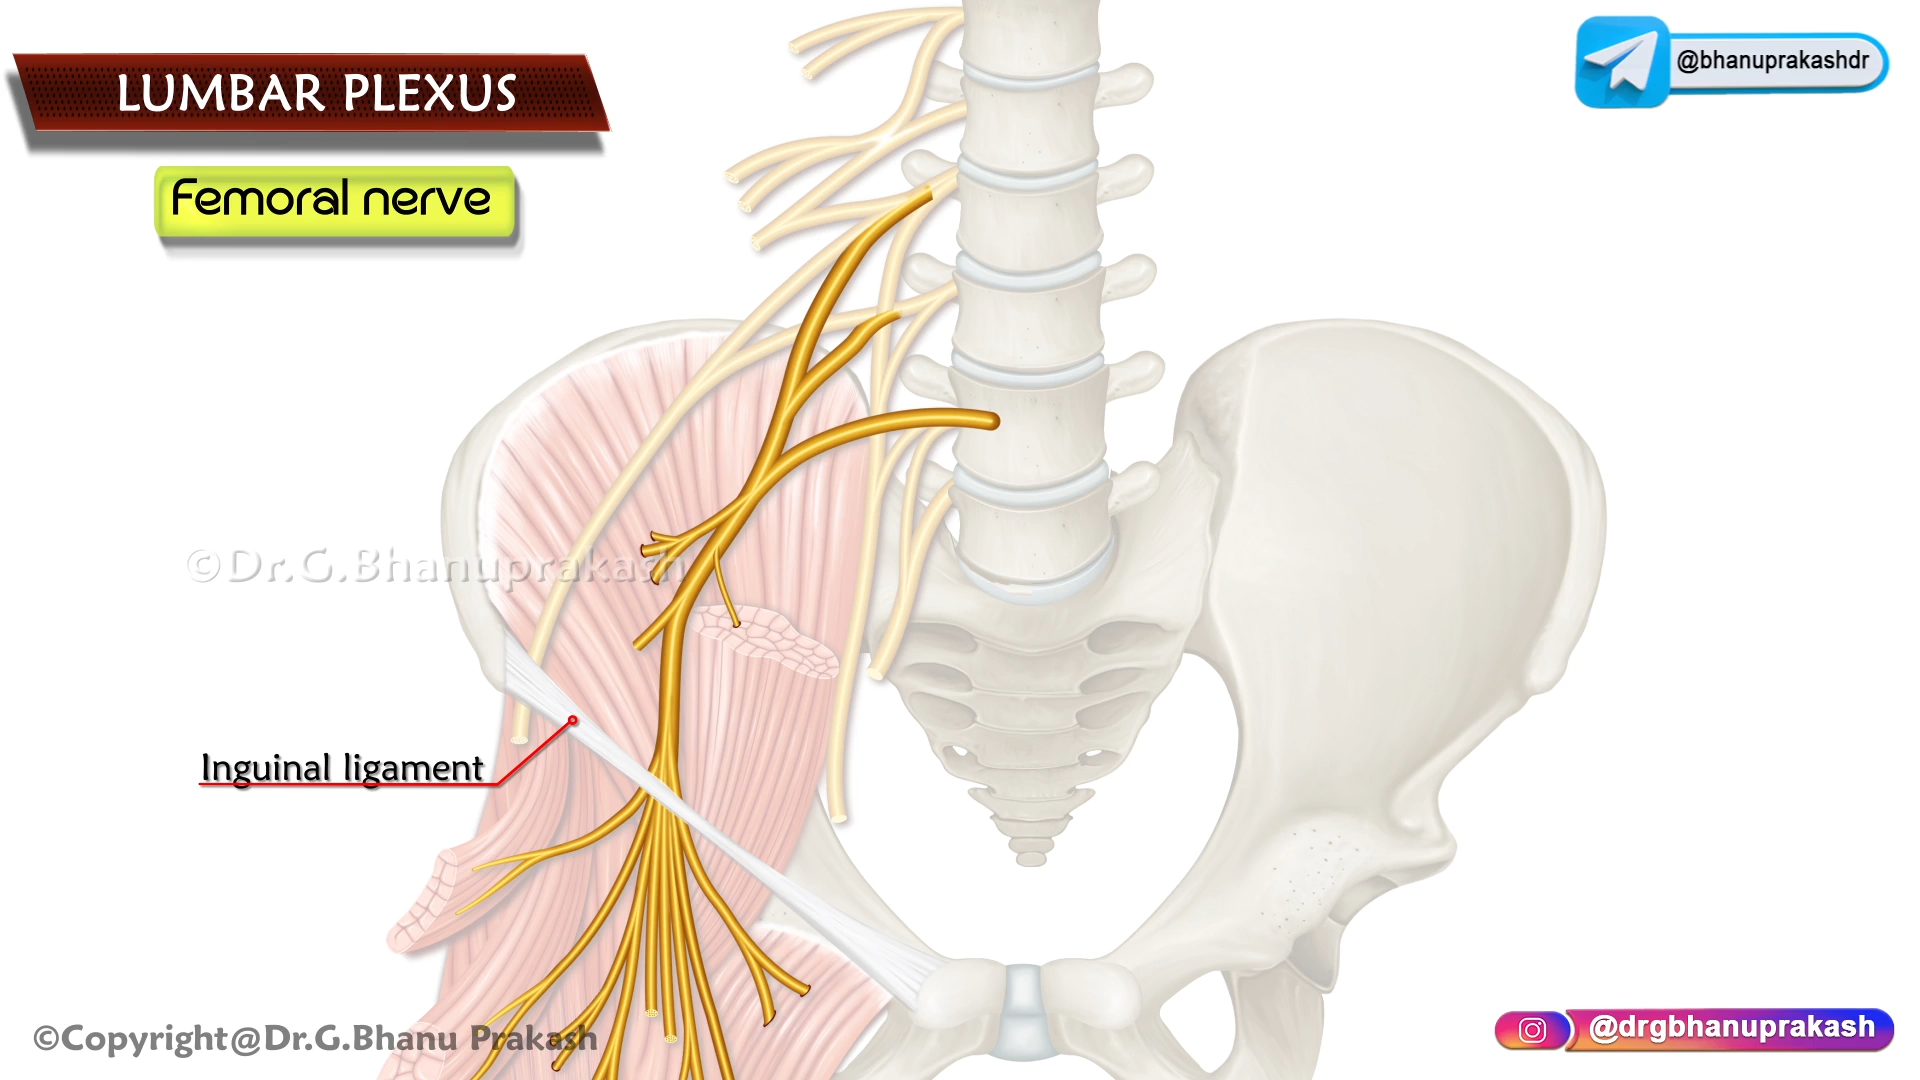 LUMBAR PLEXUS
@bhanuprakashdr
Femoral nerve
©Dr.G.Bhanuprakash
Inguinal ligament
©Copyright@Dr.G.Bhanu Prakash
@drgbhanuprakash